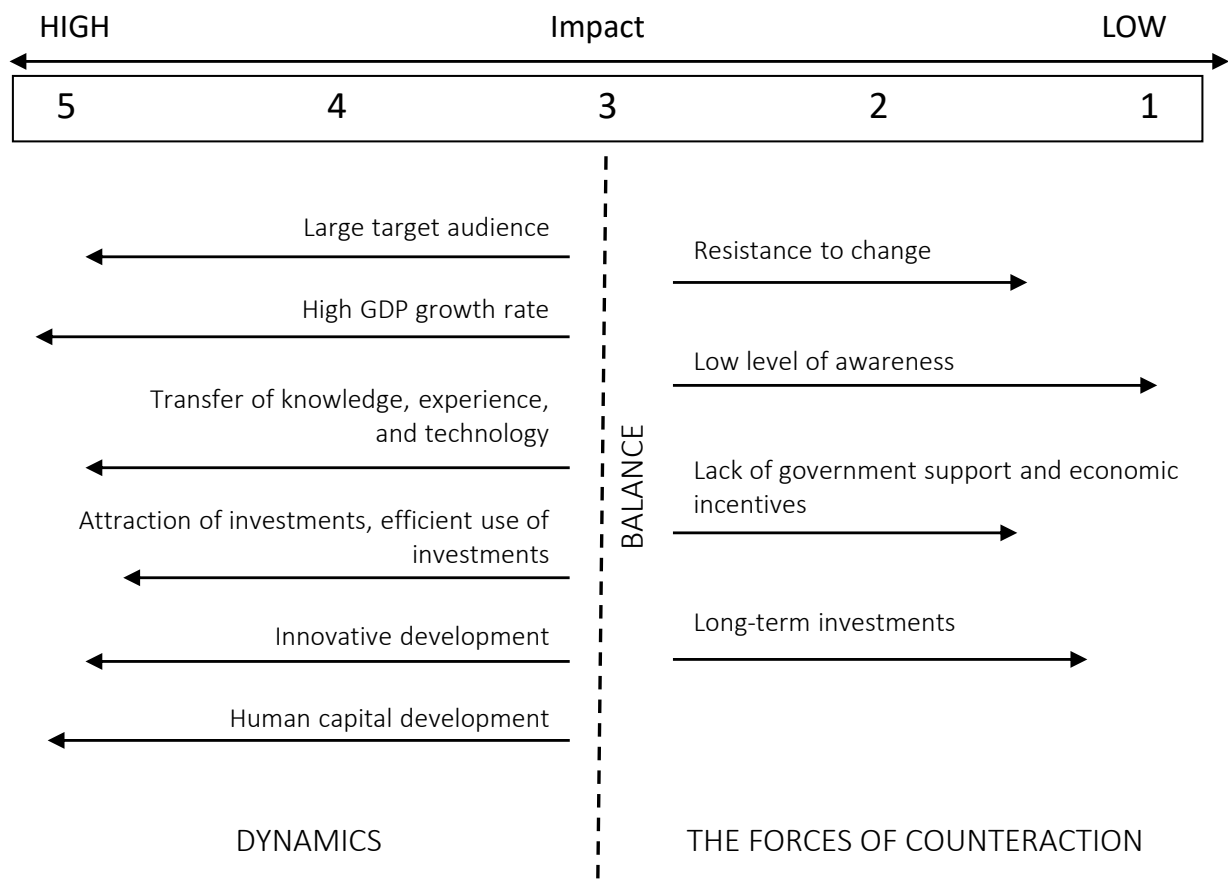 HIGH Impact LOW
5 4 3 2 1
Large target audience
High GDP growth rate
Transfer of knowledge, experience,
and technology
Attraction of investments, efficient use of
investments
Innovative development
Human capital development
BALANCE
Resistance to change
Low level of awareness
Lack of government support and economic
incentives
Long-term investments
DYNAMICS
THE FORCES OF COUNTERACTION